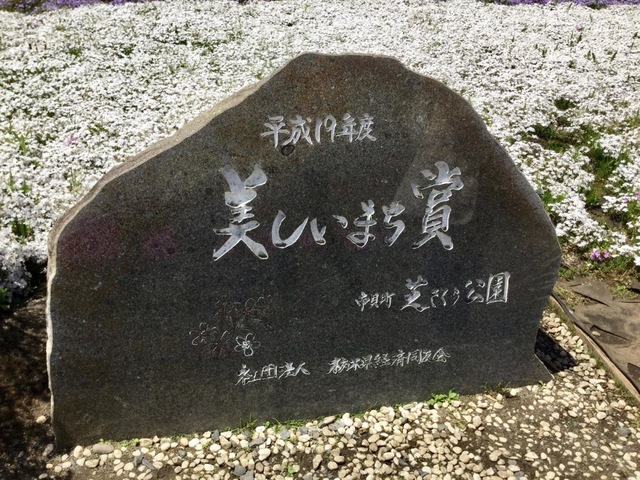 平成19年度
美しいまち賞
市貝町 芝ざくら公園
社団法人 栃木県経済同友会